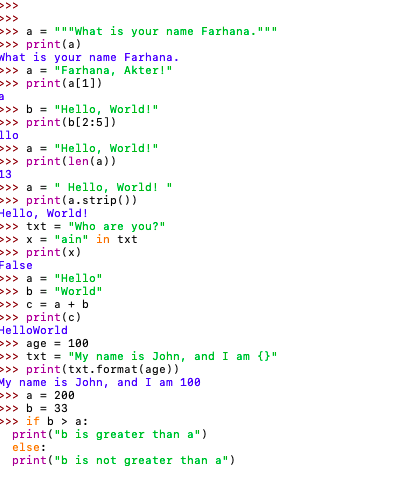 >>>
>>>
>>> a = """What is your name Farhana."""
>>> print(a)
What is your name Farhana.
>>> a = "Farhana, Akter!"
>>> print(a[1])
a
>>> b = "Hello, World!"
>>> print(b[2:5])
llo
>>> a = "Hello, World!"
>>> print(len(a))
13
>>> a = " Hello, World! "
>>> print(a.strip())
Hello, World!
>>> txt = "Who are you?"
>>> x = "ain" in txt
>>> print(x)
False
>>> a = "Hello"
>>> b = "World"
>>> c = a + b
>>> print(c)
HelloWorld
>>> age = 100
>>> txt = "My name is John, and I am {}"
>>> print(txt.format(age))
My name is John, and I am 100
>>> a = 200
>>> b = 33
>>> if b > a:
print("b is greater than a")
else:
print("b is not greater than a")